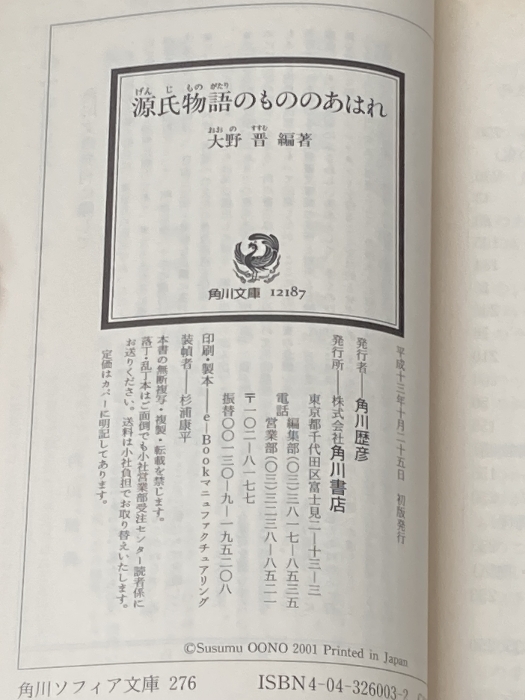 げんじものがたり
源氏物語のもののあはれ
おおの すすむ
大野 晋 編著
角川文庫 12187
平成十三年十月二十五日 初版発行
発行者──角川歴彦
発行所──株式会社角川書店
東京都千代田区富士見二─十三─三
電話 編集部(〇三)三八一七─八五二五
営業部(〇三)三二三八─八五二一
〒一〇二─八一七七
振替〇〇一三〇─九─一九五二〇八
印刷・製本──e─Bookマニュファクチュアリング
装幀者──杉浦康平
本書の無断複写・複製・転載を禁じます。
落丁・乱丁本はご面倒でも小社営業部受注センター読者係に
お送りください。送料は小社負担でお取り替えいたします。
定価はカバーに明記してあります。
©Susumu OONO 2001 Printed in Japan
角川ソフィア文庫 276
ISBN4-04-326003-2